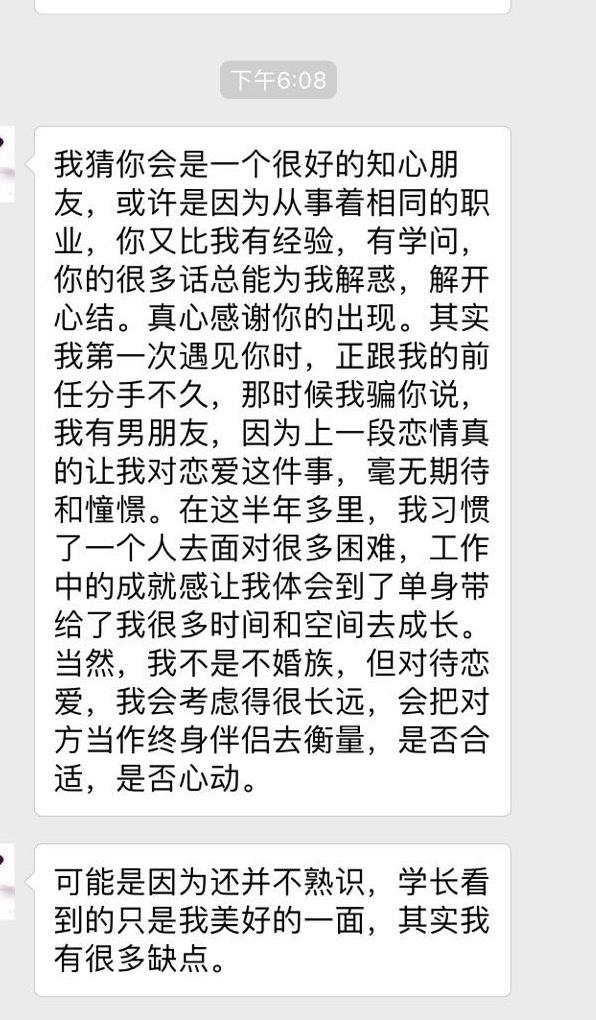 下午6:08
我猜你会是一个很好的知心朋
友，或许是因为从事着相同的职
业，你又比我有经验，有学问，
你的很多话总能为我解惑，解开
心结。真心感谢你的出现。其实
我第一次遇见你时，正跟我的前
任分手不久，那时候我骗你说，
我有男朋友，因为上一段恋情真
的让我对恋爱这件事，毫无期待
和憧憬。在这半年多里，我习惯
了一个人去面对很多困难，工作
中的成就感让我体会到了单身带
给了我很多时间和空间去成长。
当然，我不是不婚族，但对待恋
爱，我会考虑得很长远，会把对
方当作终身伴侣去衡量，是否合
适，是否心动。
可能是因为还并不熟识，学长看
到的只是我美好的一面，其实我
有很多缺点。